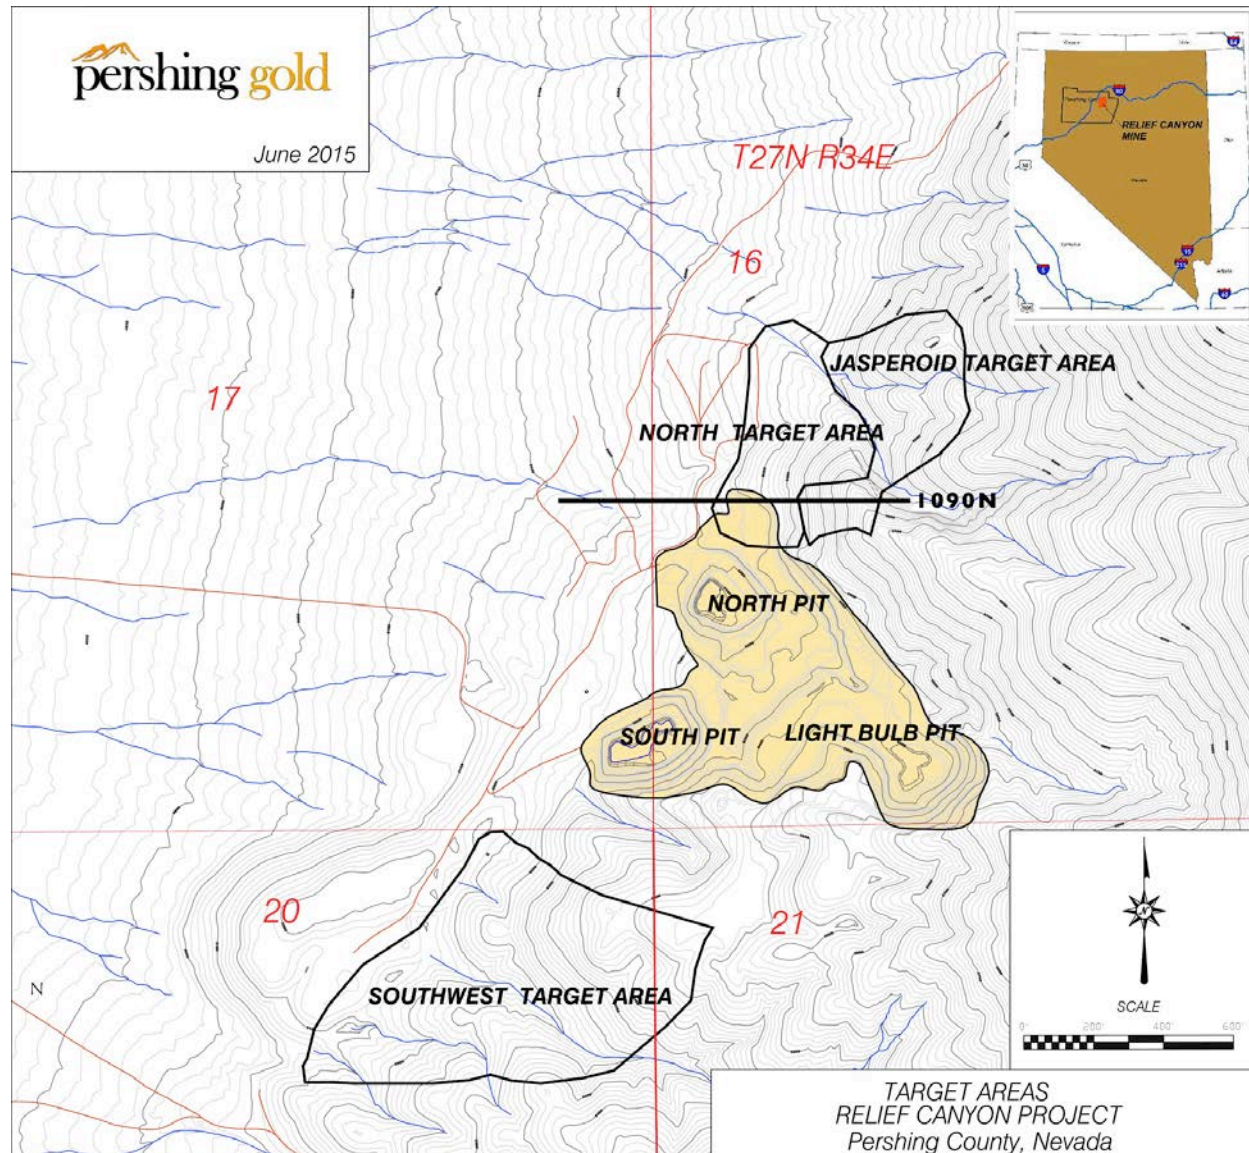 pershing gold
June 2015
T27N R34E
RELIEF CANYON
MINE
16
JASPEROID TARGET AREA
17
NORTH TARGET AREA
1090N
NORTH PIT
SOUTH PIT
LIGHT BULB PIT
20
21
N
SOUTHWEST TARGET AREA
N
SCALE
0' 200' 400' 600'
TARGET AREAS
RELIEF CANYON PROJECT
Pershing County, Nevada